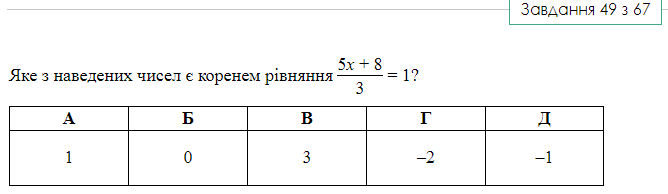 Завдання 49 з 67
Яке з наведених чисел є коренем рівняння (5x + 8)/3 = 1?
А Б В Г Д
1 0 3 –2 –1